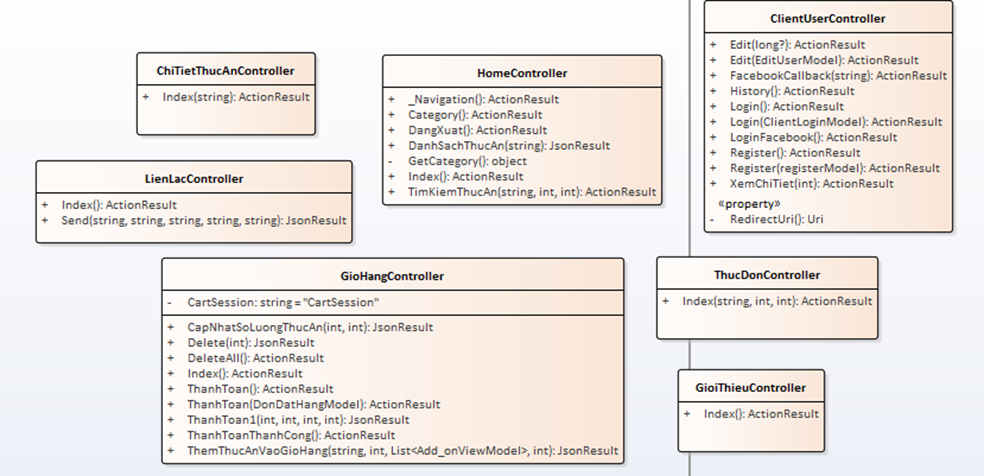 ChiTietThucAnController
+ Index(string): ActionResult
HomeController
+ _Navigation(): ActionResult
+ Category(): ActionResult
+ DangXuat(): ActionResult
+ DanhSachThucAn(string): JsonResult
- GetCategory(): object
+ Index(): ActionResult
+ TimKiemThucAn(string, int, int): ActionResult
ClientUserController
+ Edit(long?): ActionResult
+ Edit(EditUserModel): ActionResult
+ FacebookCallback(string): ActionResult
+ History(): ActionResult
+ Login(): ActionResult
+ Login(ClientLoginModel): ActionResult
+ LoginFacebook(): ActionResult
+ Register(): ActionResult
+ Register(registerModel): ActionResult
+ XemChiTiet(int): ActionResult
«property»
- RedirectUri(): Uri
LienLacController
+ Index(): ActionResult
+ Send(string, string, string, string, string): JsonResult
GioHangController
- CartSession: string = "CartSession"
+ CapNhatSoLuongThucAn(int, int): JsonResult
+ Delete(int): JsonResult
+ DeleteAll(): ActionResult
+ Index(): ActionResult
+ ThanhToan(): ActionResult
+ ThanhToan(DonDatHangModel): ActionResult
+ ThanhToan1(int, int, int, int): JsonResult
+ ThanhToanThanhCong(): ActionResult
+ ThemThucAnVaoGioHang(string, int, List<Add_onViewModel>, int): JsonResult
ThucDonController
+ Index(string, int, int): ActionResult
GioiThieuController
+ Index(): ActionResult